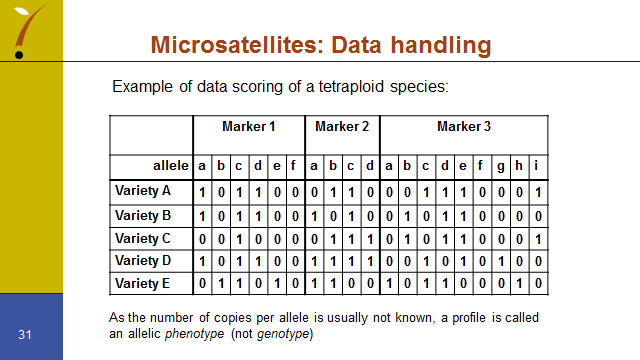 Microsatellites: Data handling
Example of data scoring of a tetraploid species:
Marker 1 Marker 2 Marker 3
allele a b c d e f a b c d a b c d e f g h i
Variety A 1 0 1 1 0 0 0 1 1 0 0 0 1 1 1 0 0 0 1
Variety B 1 0 1 1 0 0 1 0 1 0 0 1 0 1 1 0 0 0 0
Variety C 0 0 1 0 0 0 0 1 1 1 0 1 0 1 1 0 0 0 1
Variety D 1 0 1 1 0 0 1 1 1 1 0 0 1 0 1 0 1 0 0
Variety E 0 1 1 0 1 0 1 1 0 0 1 0 1 1 0 0 0 1 0
As the number of copies per allele is usually not known, a profile is called
an allelic phenotype (not genotype)
31